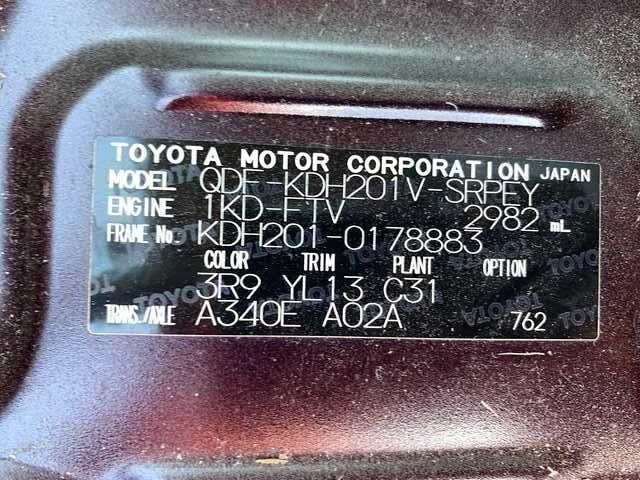 TOYOTA MOTOR CORPORATION JAPAN
MODEL QDF-KDH201V-SRPEY
ENGINE 1KD-FTV 2982 mL
FRAME No. KDH201-0178883
COLOR TRIM PLANT OPTION
3R9 YL13 C31
TRANS./AXLE A340E A02A 762
TOYOTA